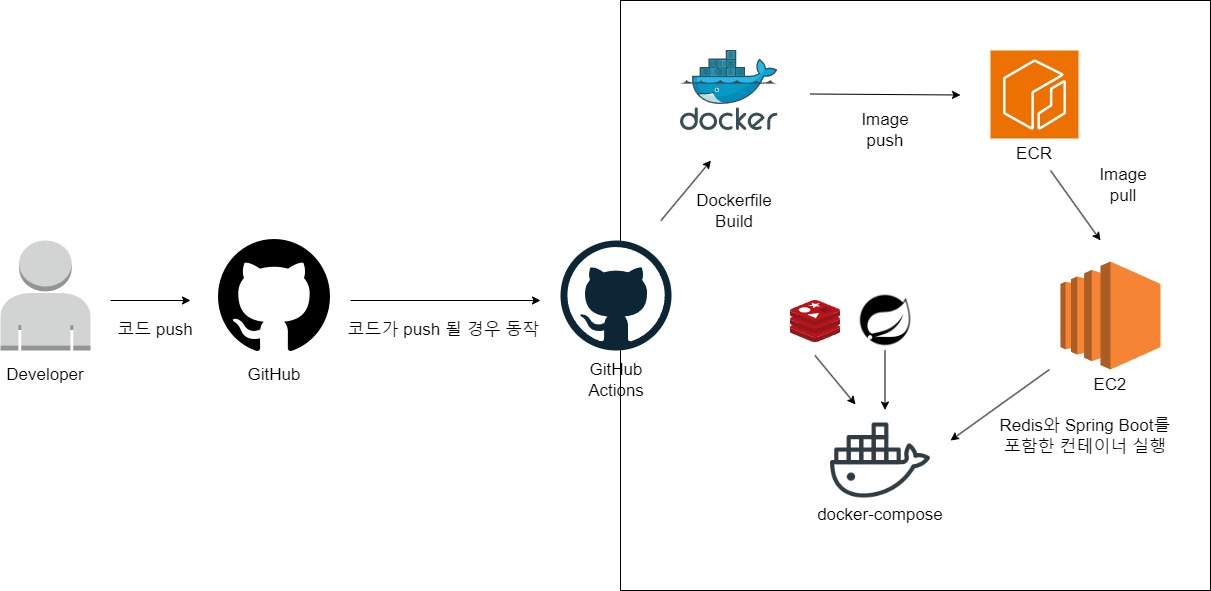 docker
Image
push
ECR
Image
pull
Dockerfile
Build
코드 push
코드가 push 될 경우 동작
Developer
GitHub
GitHub
Actions
EC2
Redis와 Spring Boot를
포함한 컨테이너 실행
docker-compose